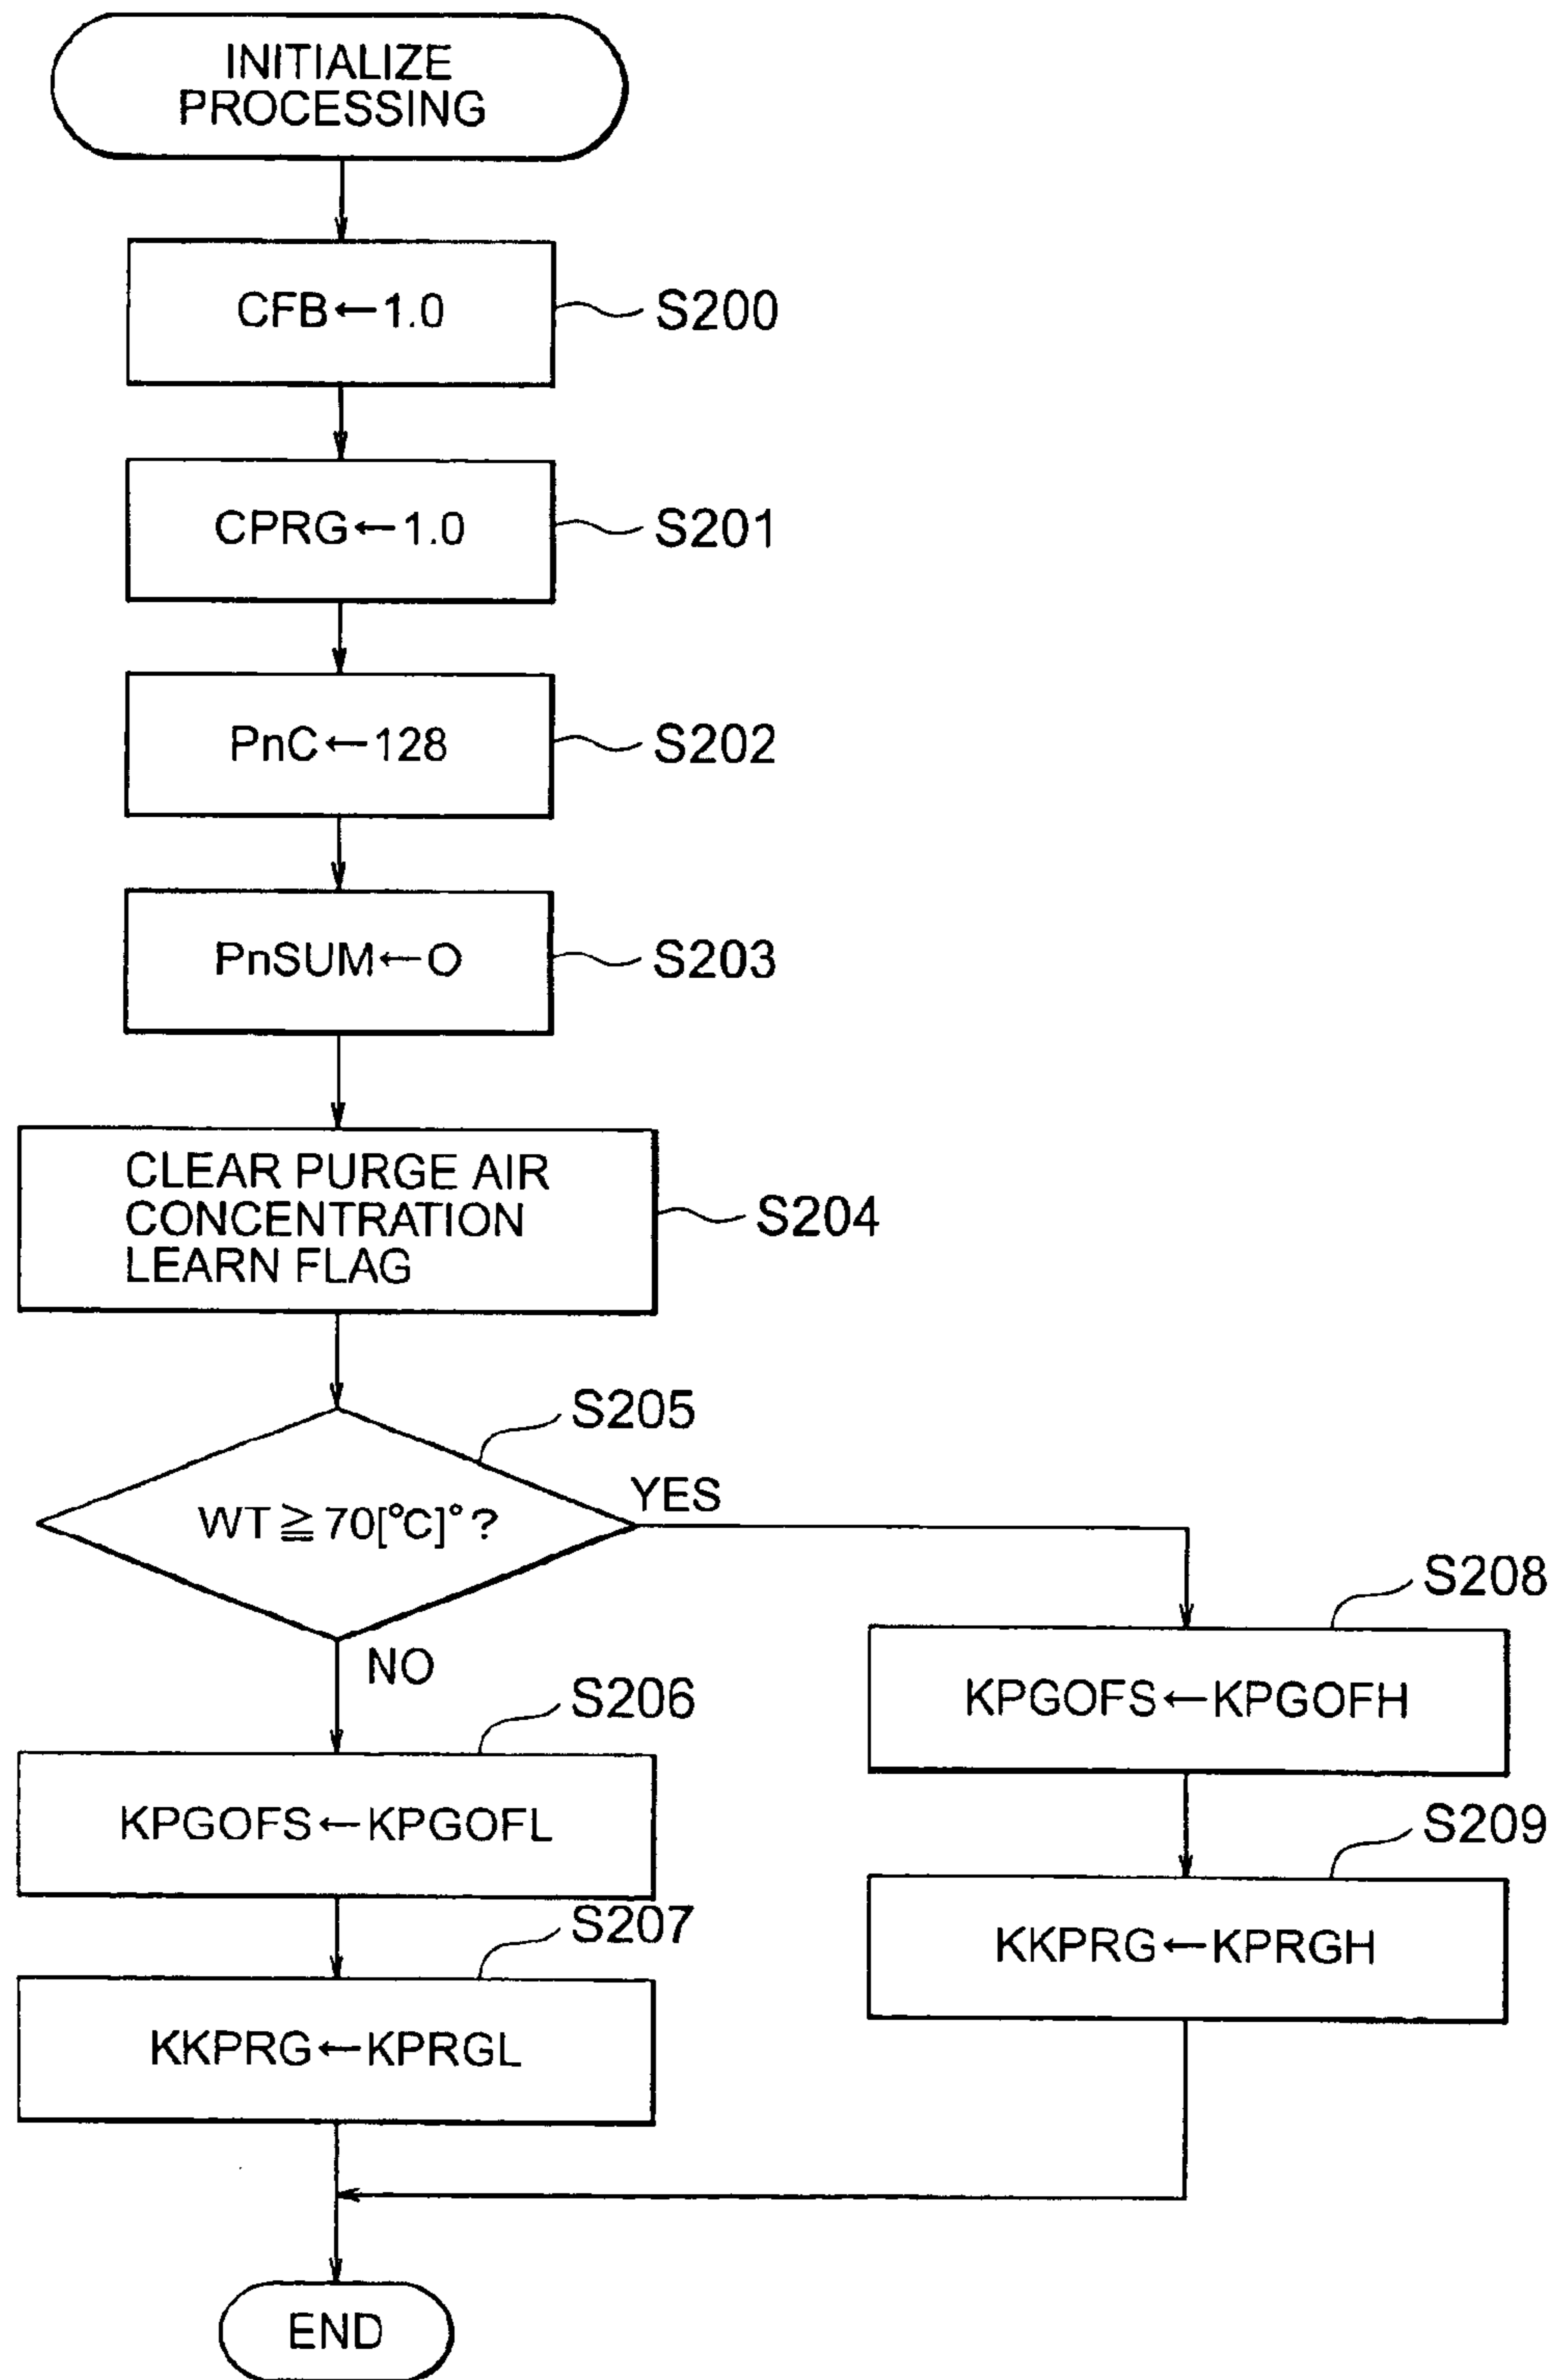 INITIALIZE
PROCESSING
CFB←1.0
S200
CPRG←1.0
S201
PnC←128
S202
PnSUM←O
S203
CLEAR PURGE AIR
CONCENTRATION
LEARN FLAG
S204
S205
WT≧70[°C]°?
YES
NO
S208
KPGOFS←KPGOFH
S206
KPGOFS←KPGOFL
S209
KKPRG←KPRGH
S207
KKPRG←KPRGL
END